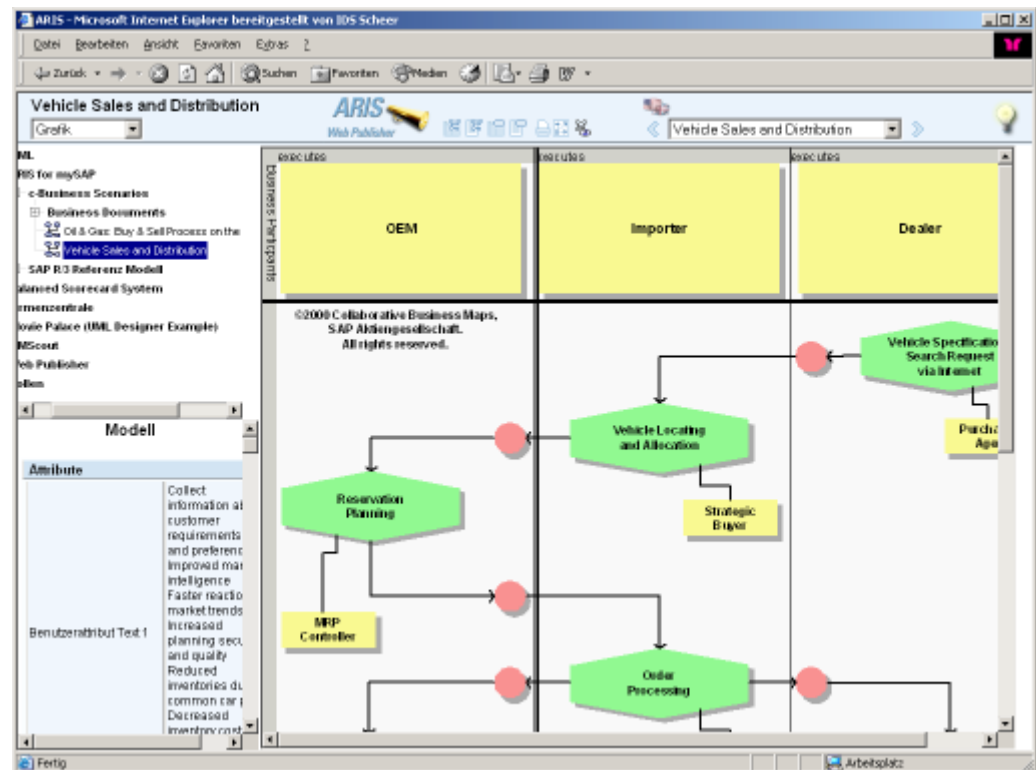 ARIS - Microsoft Internet Explorer bereitgestellt von IDS Scheer
Datei Bearbeiten Ansicht Favoriten Extras ?
Zurück Suchen Favoriten Medien
Vehicle Sales and Distribution
Grafik
ARIS
Web Publisher
Vehicle Sales and Distribution
ML
RIS for mySAP
c-Business Scenarios
Business Documents
Oil & Gas: Buy & Sell Process on the
Vehicle Sales and Distribution
SAP R/3 Referenz Modell
alanced Scorecard System
rmenzentrale
lovie Palace (UML Designer Example)
MScout
eb Publisher
ollen
Modell
Attribute
Benutzerattribut Text 1
Collect
information ab
customer
requirements
and preferenc
Improved mar
intelligence
Faster reactio
market trends
Increased
planning secu
and quality
Reduced
inventories du
common car p
Decreased
inventory cost
Business Participants
executes
executes
executes
OEM
Importer
Dealer
©2000 Collaborative Business Maps,
SAP Aktiengesellschaft.
All rights reserved.
Vehicle Specification
Search Request
via Internet
Purcha
Age
Vehicle Locating
and Allocation
Strategic
Buyer
Reservation
Planning
MRP
Controller
Order
Processing
Fertig
Arbeitsplatz